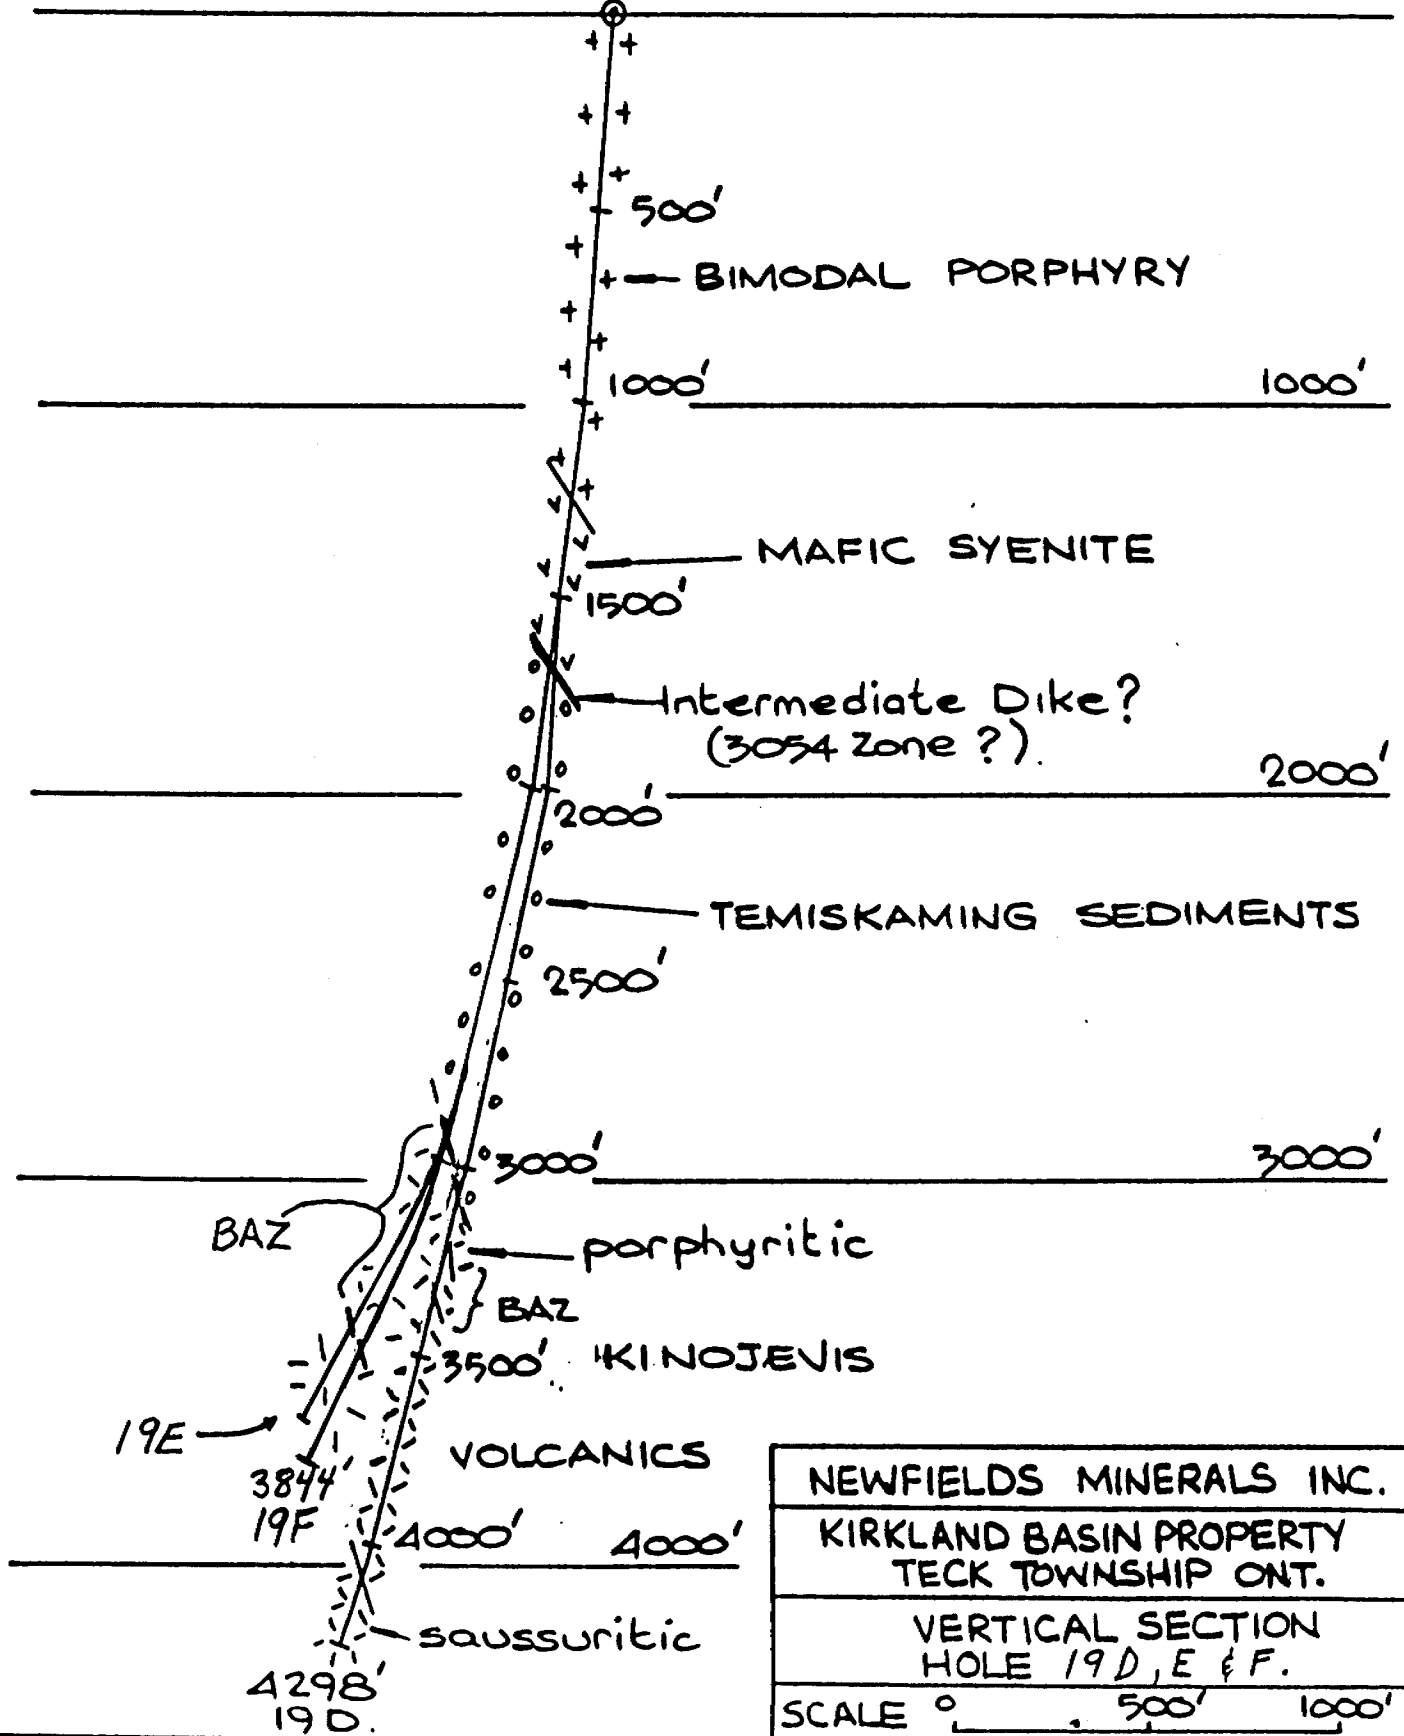 500'
BIMODAL PORPHYRY
1000' 1000'
MAFIC SYENITE
1500'
Intermediate Dike?
(3054 Zone ?).
2000'
2000'
TEMISKAMING SEDIMENTS
2500'
3000' 3000'
BAZ
porphyritic
BAZ
3500' KINOJEVIS
19E
VOLCANICS
3844'
19F
4000' 4000'
saussuritic
4298'
19D.
NEWFIELDS MINERALS INC.
KIRKLAND BASIN PROPERTY
TECK TOWNSHIP ONT.
VERTICAL SECTION
HOLE 19D, E & F.
SCALE 0 500' 1000'